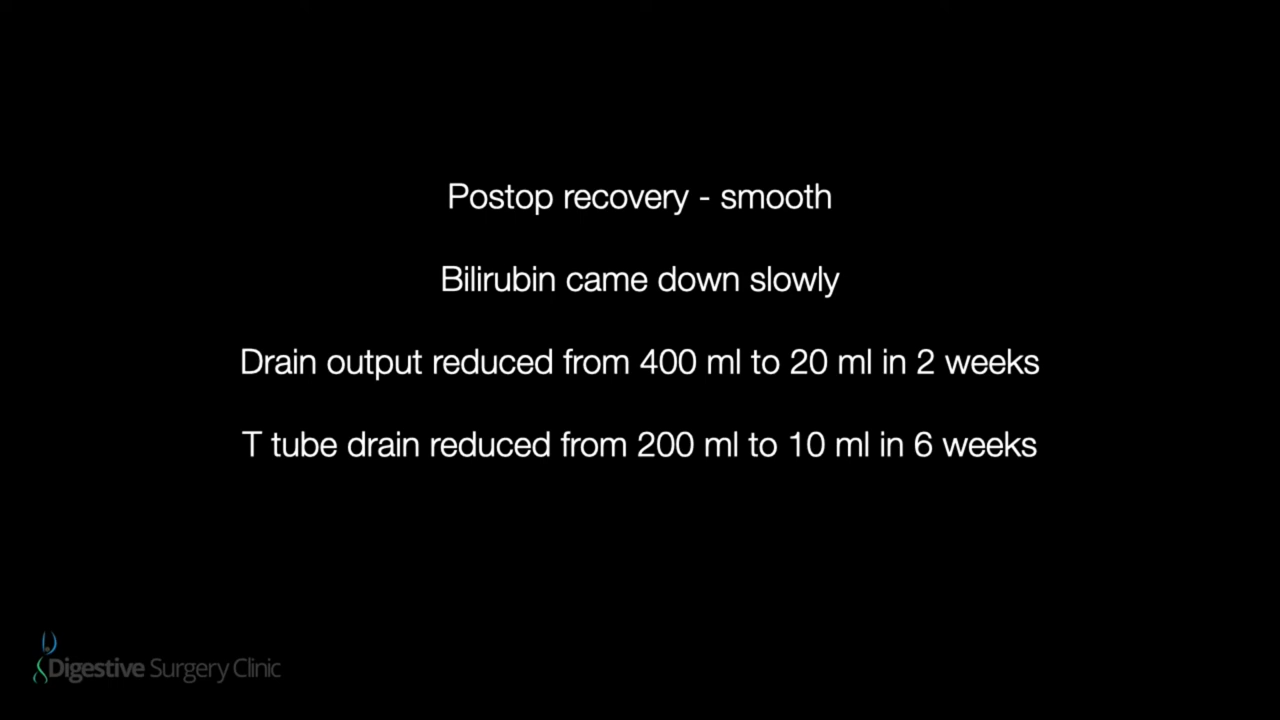 Postop recovery - smooth
Bilirubin came down slowly
Drain output reduced from 400 ml to 20 ml in 2 weeks
T tube drain reduced from 200 ml to 10 ml in 6 weeks
Digestive Surgery Clinic